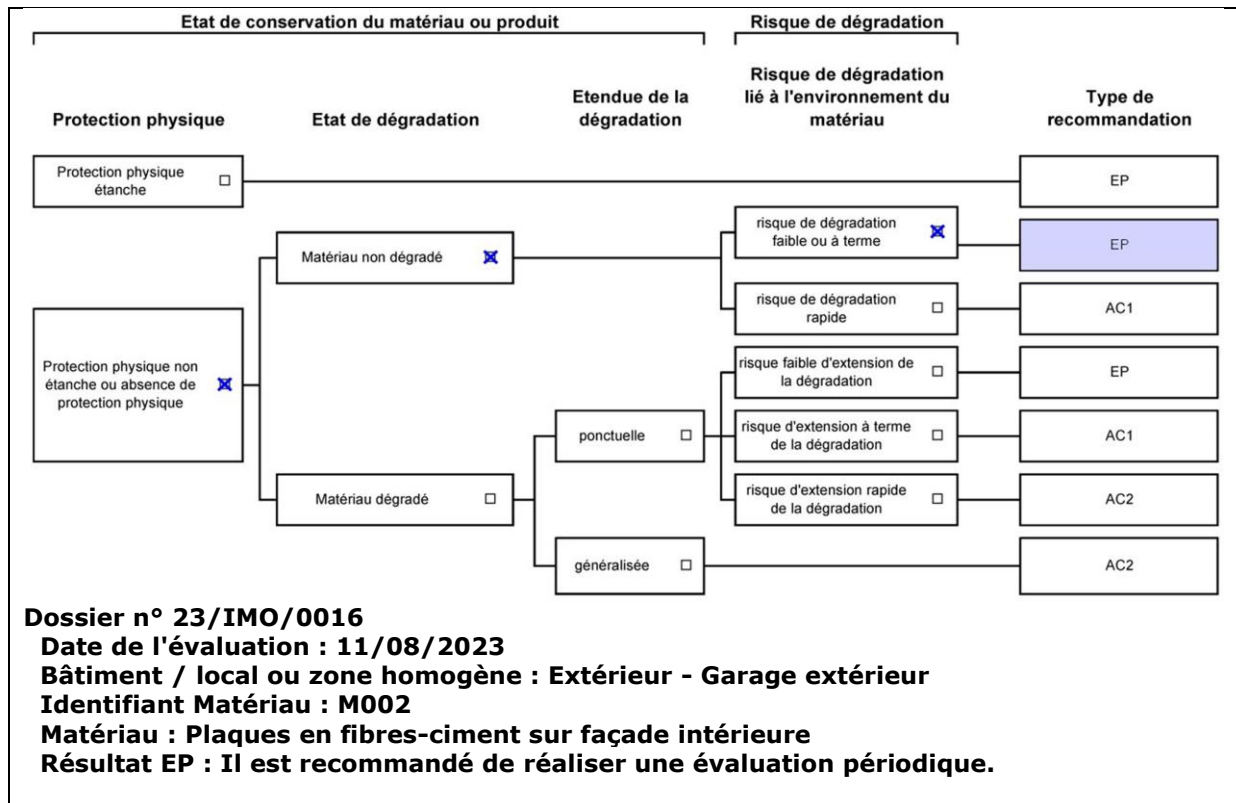 Etat de conservation du matériau ou produit
Risque de dégradation
Protection physique
Etat de dégradation
Etendue de la
dégradation
Risque de dégradation
lié à l'environnement du
matériau
Type de
recommandation
Protection physique
étanche
EP
risque de dégradation
faible ou à terme
EP
Matériau non dégradé
risque de dégradation
rapide
AC1
Protection physique non
étanche ou absence de
protection physique
risque faible d'extension de
la dégradation
EP
ponctuelle
risque d'extension à terme
de la dégradation
AC1
Matériau dégradé
risque d'extension rapide
de la dégradation
AC2
généralisée
AC2
Dossier n° 23/IMO/0016
Date de l'évaluation : 11/08/2023
Bâtiment / local ou zone homogène : Extérieur - Garage extérieur
Identifiant Matériau : M002
Matériau : Plaques en fibres-ciment sur façade intérieure
Résultat EP : Il est recommandé de réaliser une évaluation périodique.